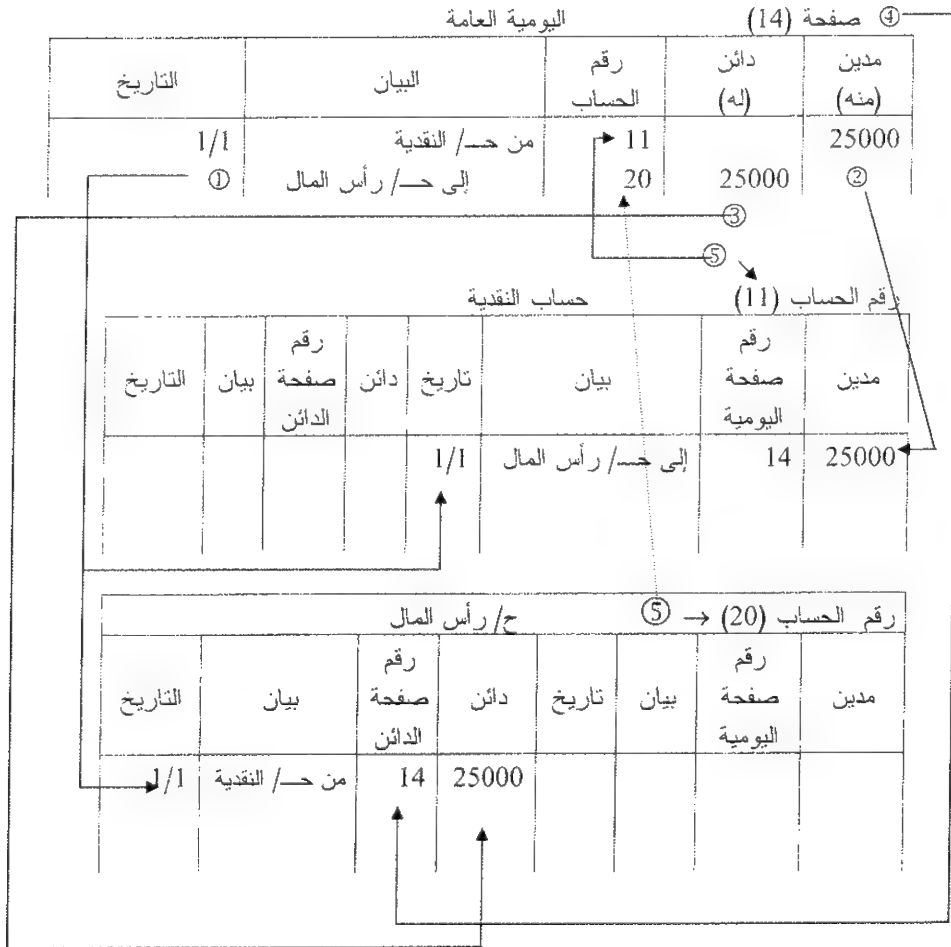 ④ صفحة (14) اليومية العامة
مدين (منه) دائن (له) رقم الحساب البيان التاريخ
25000 11 من حـــ/ النقدية 1/1
② 25000 20 إلى حـــ/ رأس المال ①
③
⑤
رقم الحساب (11) حساب النقدية
مدين رقم صفحة اليومية بيان تاريخ دائن رقم صفحة الدائن بيان التاريخ
25000 14 إلى حـــ/ رأس المال 1/1
رقم الحساب (20) → ⑤ ح/ رأس المال
مدين رقم صفحة اليومية بيان تاريخ دائن رقم صفحة الدائن بيان التاريخ
25000 14 من حـــ/ النقدية 1/1